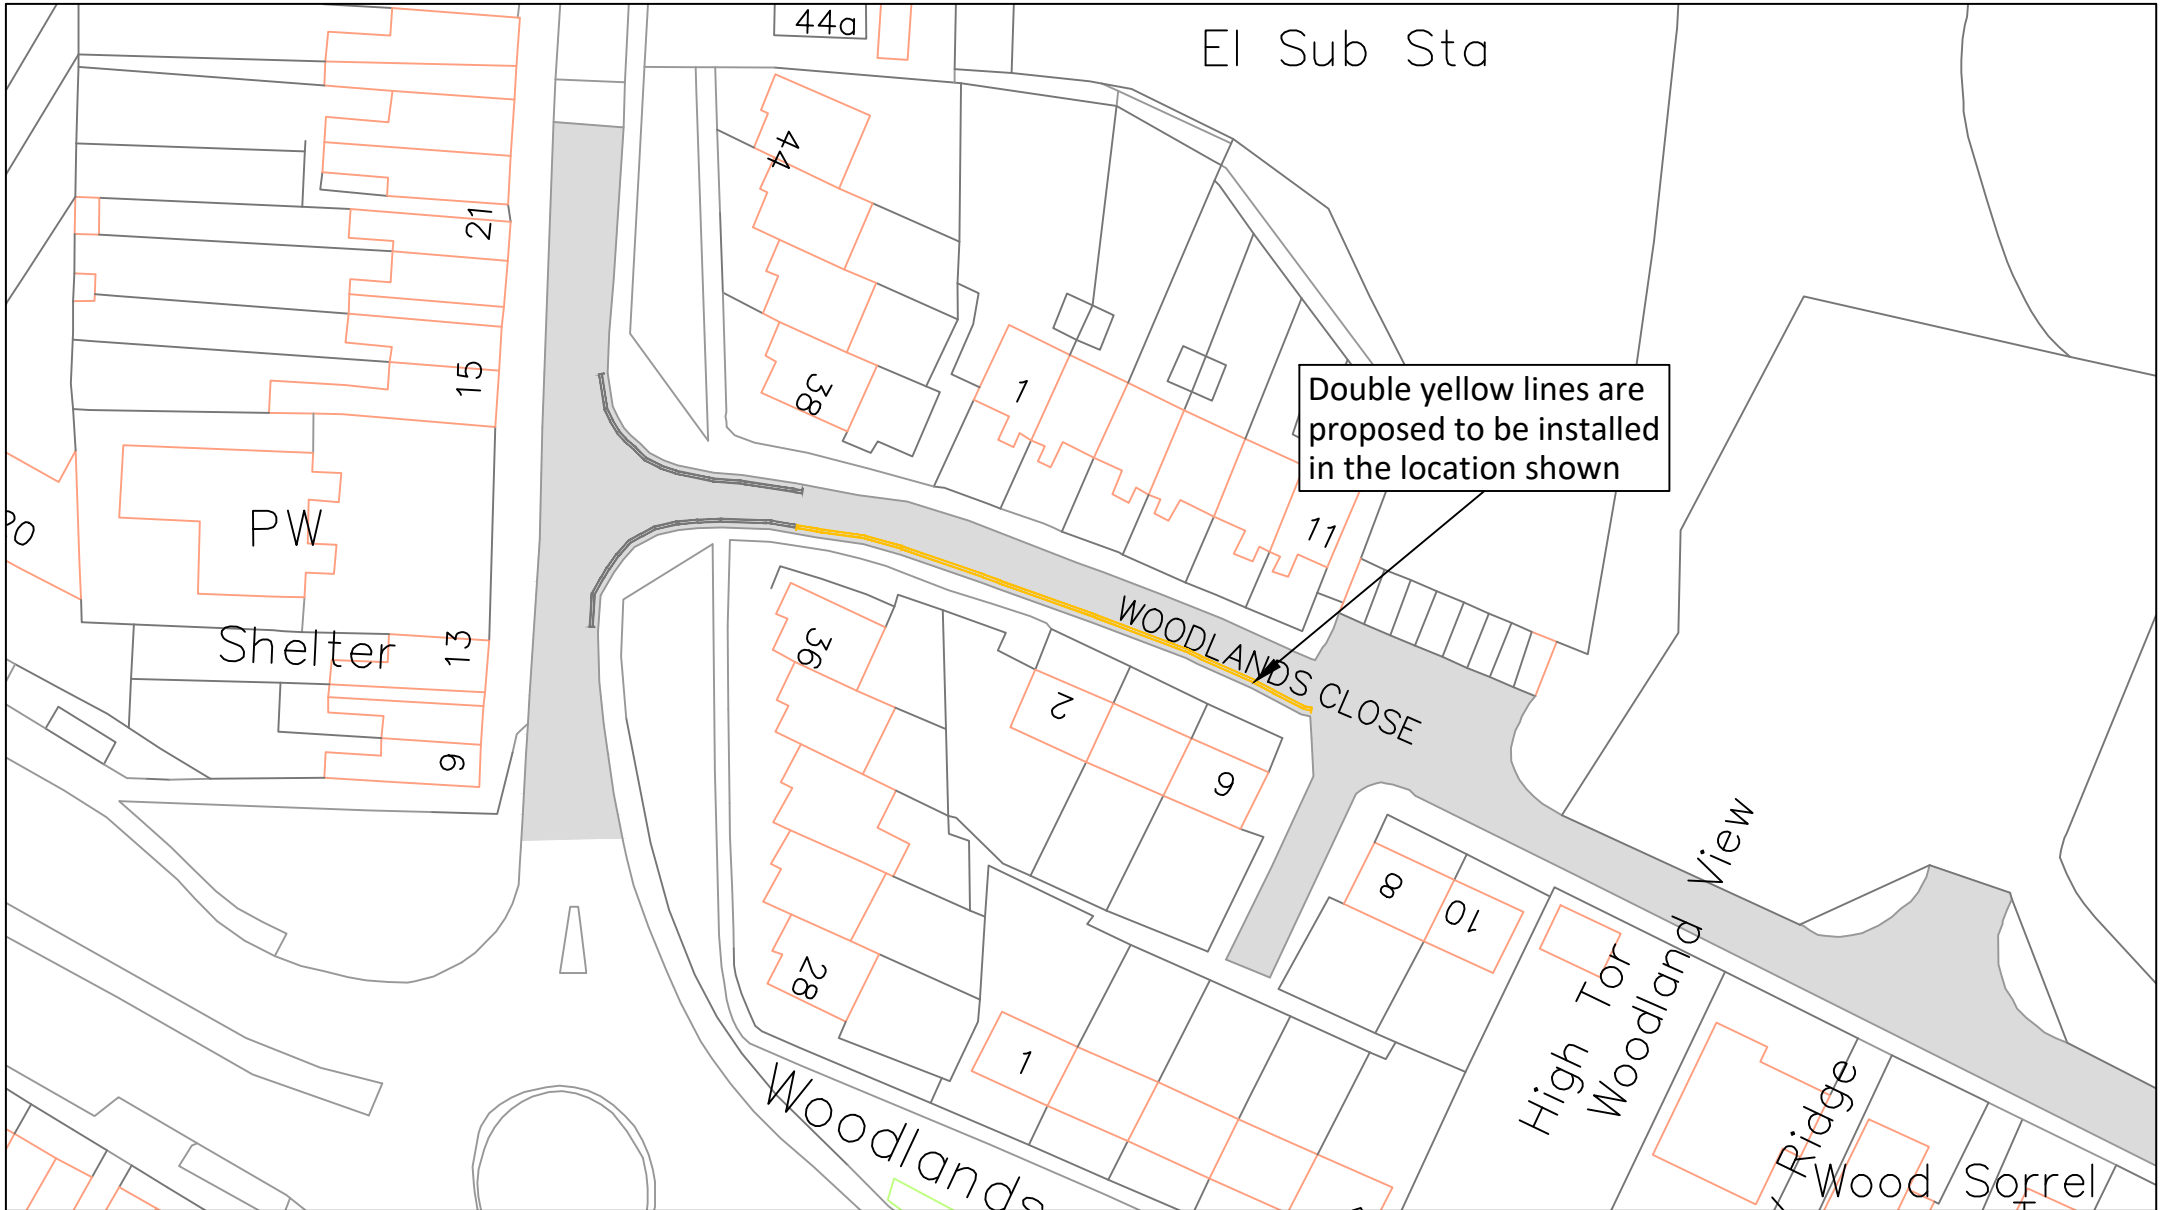 44a
El Sub Sta
44
21
15
38
1
Double yellow lines are
proposed to be installed
in the location shown
11
PW
Shelter
13
36
WOODLANDS CLOSE
2
6
9
8
10
28
1
High Tor
Woodland View
Ridge
Woodlands
Wood Sorrel